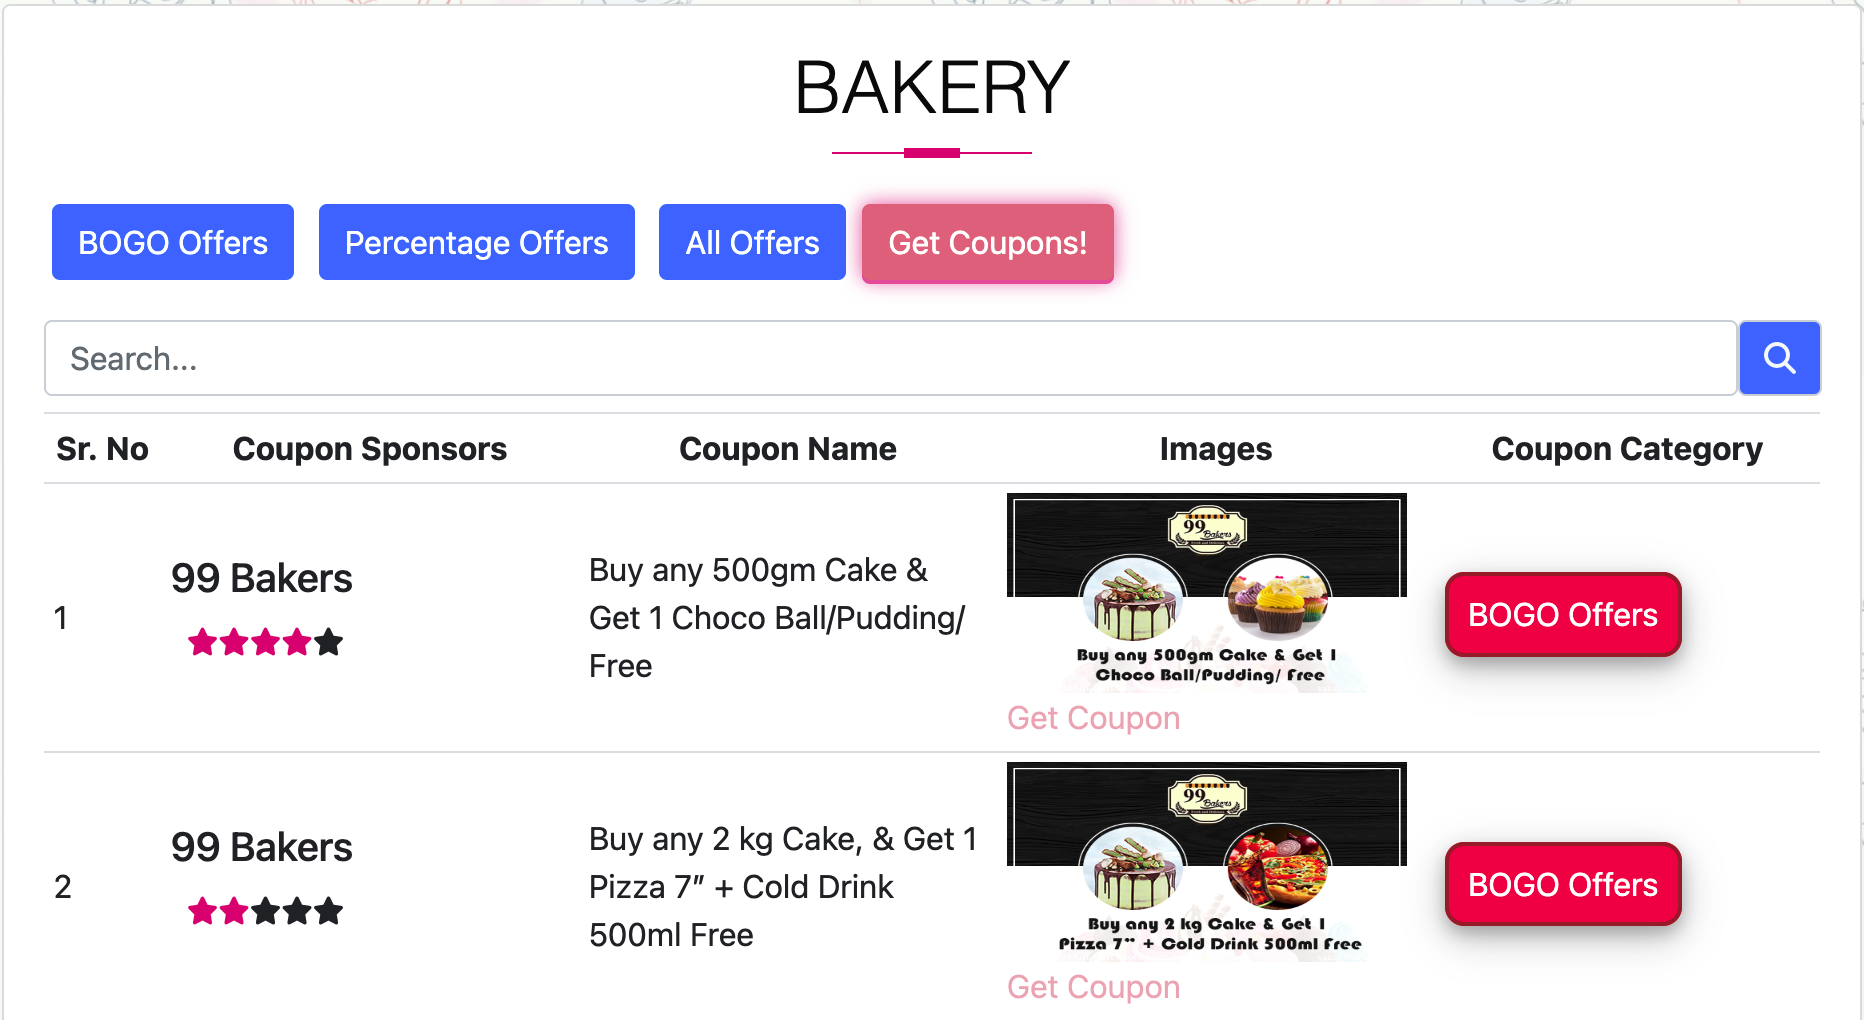 BAKERY
BOGO Offers
Percentage Offers
All Offers
Get Coupons!
Search...
Sr. No
Coupon Sponsors
Coupon Name
Images
Coupon Category
1
99 Bakers
Buy any 500gm Cake &
Get 1 Choco Ball/Pudding/
Free
99
Bakers
Buy any 500gm Cake & Get 1
Choco Ball/Pudding/ Free
Get Coupon
BOGO Offers
2
99 Bakers
Buy any 2 kg Cake, & Get 1
Pizza 7” + Cold Drink
500ml Free
99
Bakers
Buy any 2 kg Cake & Get 1
Pizza 7” + Cold Drink 500ml Free
Get Coupon
BOGO Offers